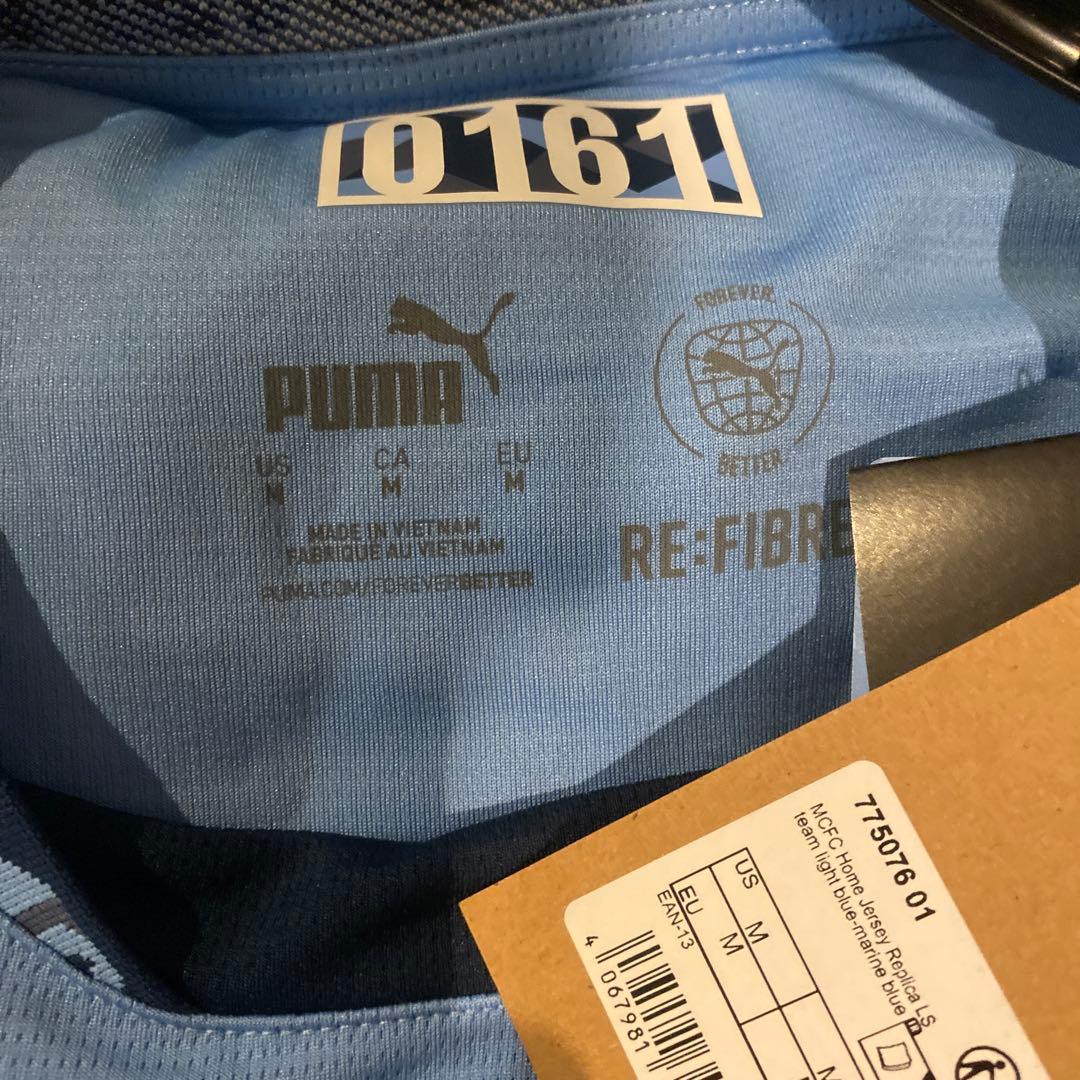 0161
PUMA
US CA EU
M M M
MADE IN VIETNAM
FABRIQUÉ AU VIETNAM
PUMA.COM/FOREVERBETTER
FOREVER.
BETTER.
RE:FIBRE
775076 01
MCFC Home Jersey Replica LS
team light blue-marine blue
US M
EU M
EAN-13
4 067981